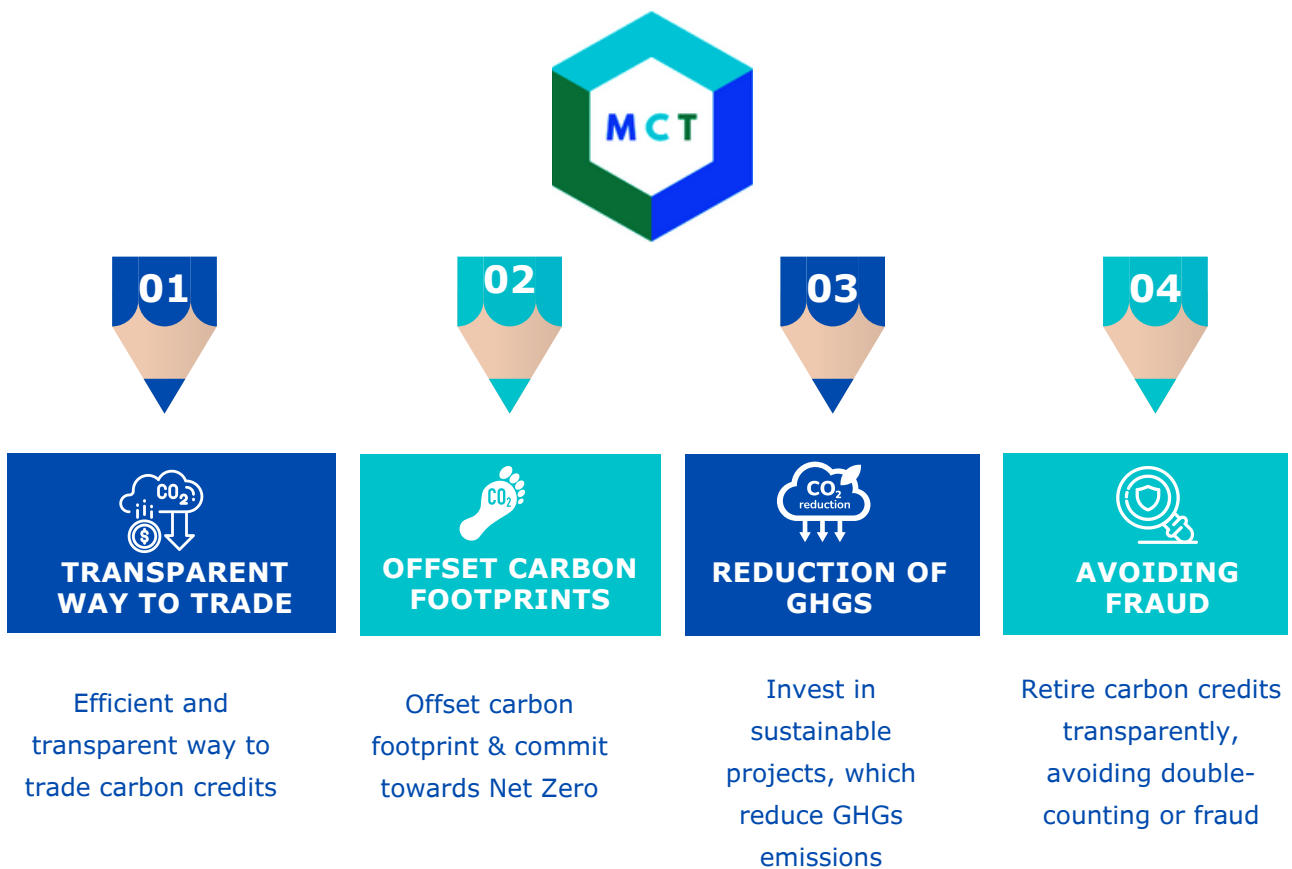 MCT
01
02
03
04
CO2
$
TRANSPARENT
WAY TO TRADE
CO2
OFFSET CARBON
FOOTPRINTS
CO2
reduction
REDUCTION OF
GHGS
AVOIDING
FRAUD
Efficient and
transparent way to
trade carbon credits
Offset carbon
footprint & commit
towards Net Zero
Invest in
sustainable
projects, which
reduce GHGs
emissions
Retire carbon credits
transparently,
avoiding double-
counting or fraud